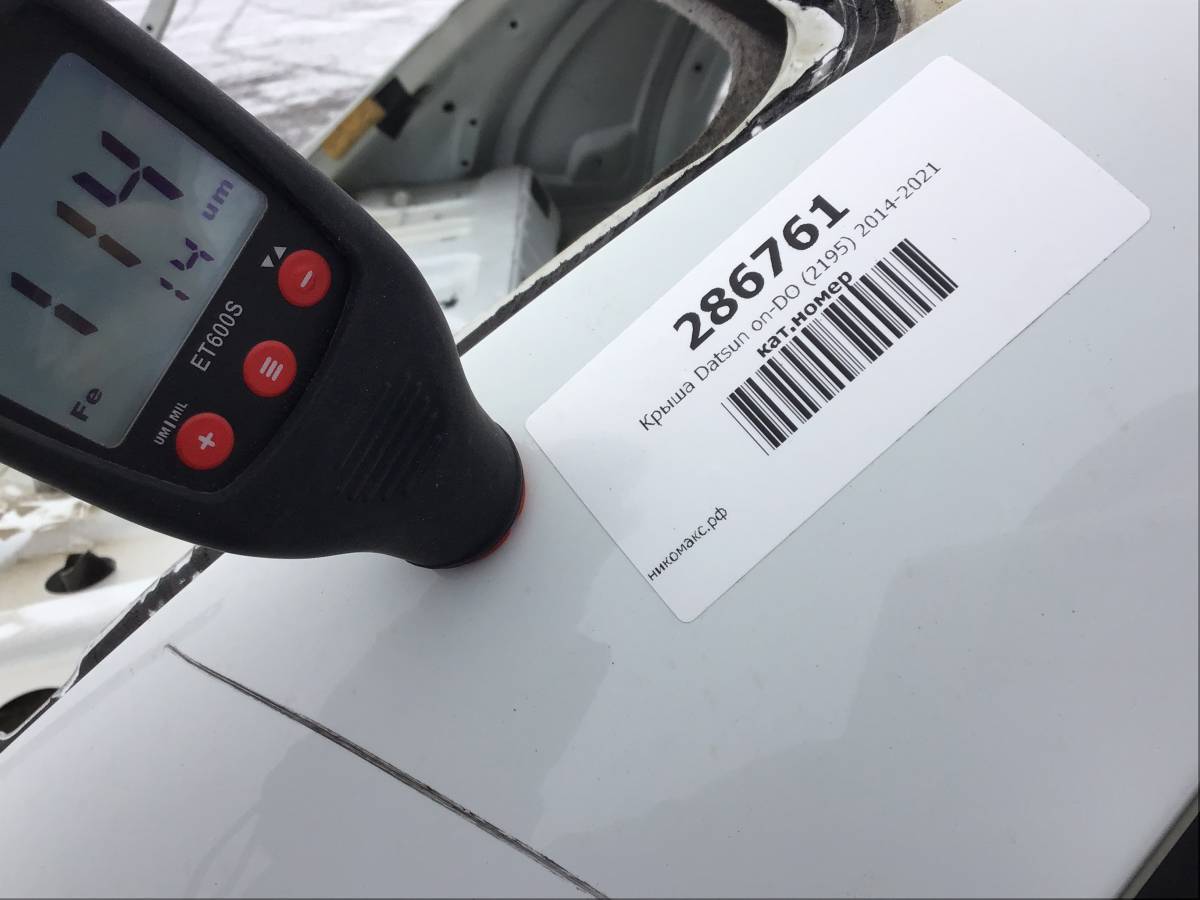 114
um
Fe
ET600S
UM|MIL
286761
Крыша Datsun on-DO (2195) 2014-2021
кат.номер
никомакс.рф